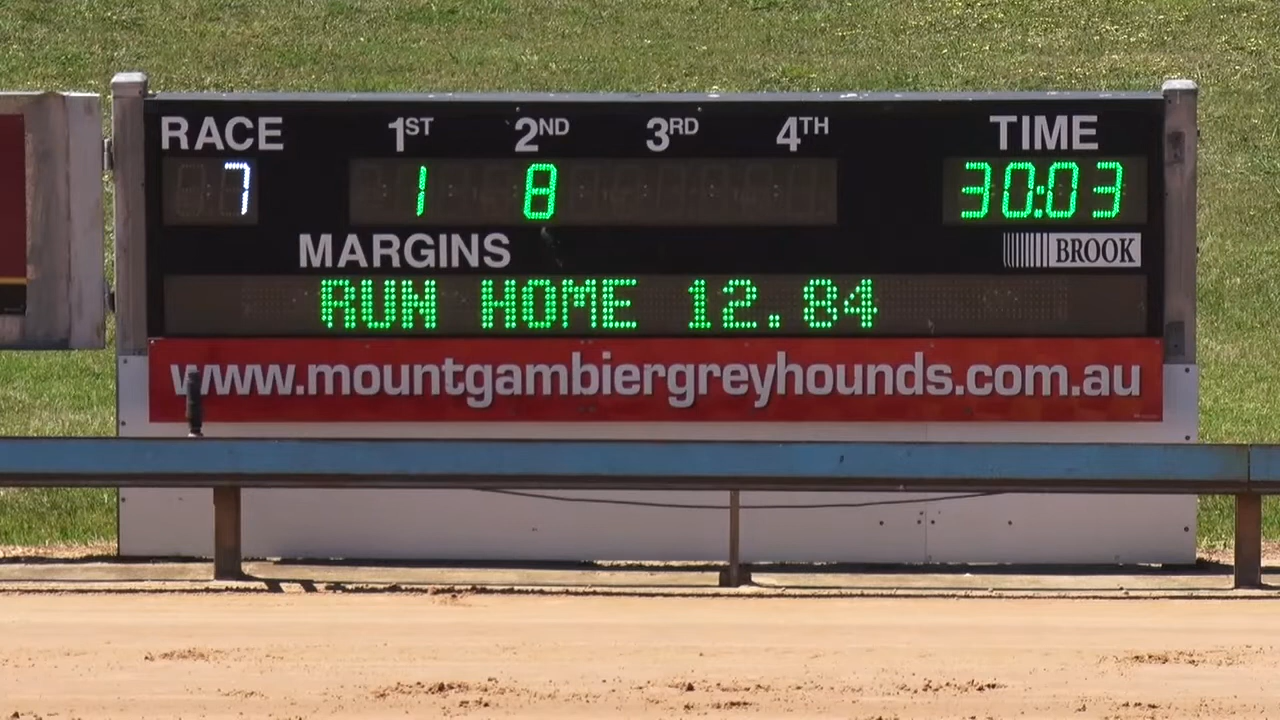 RACE 1ST 2ND 3RD 4TH TIME
7 1 8 30:03
MARGINS BROOK
RUN HOME 12.84
www.mountgambiergreyhounds.com.au